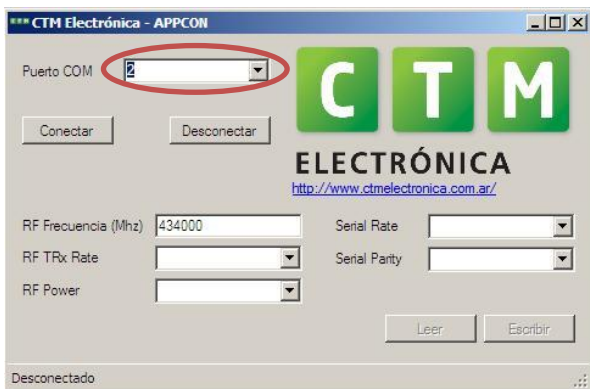 CTM Electrónica - APPCON
Puerto COM 2
C T M
Conectar Desconectar
ELECTRÓNICA
http://www.ctmelectronica.com.ar/
RF Frecuencia (Mhz) 434000 Serial Rate
RF TRx Rate Serial Parity
RF Power
Leer Escribir
Desconectado